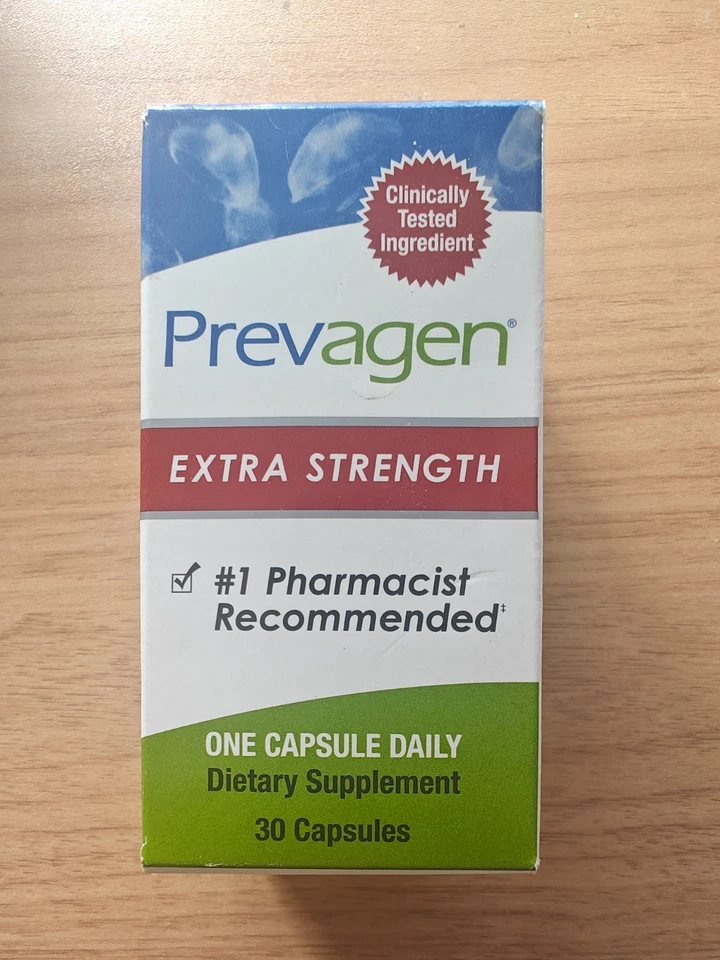 Clinically
Tested
Ingredient
Prevagen®
EXTRA STRENGTH
#1 Pharmacist
Recommended‡
ONE CAPSULE DAILY
Dietary Supplement
30 Capsules